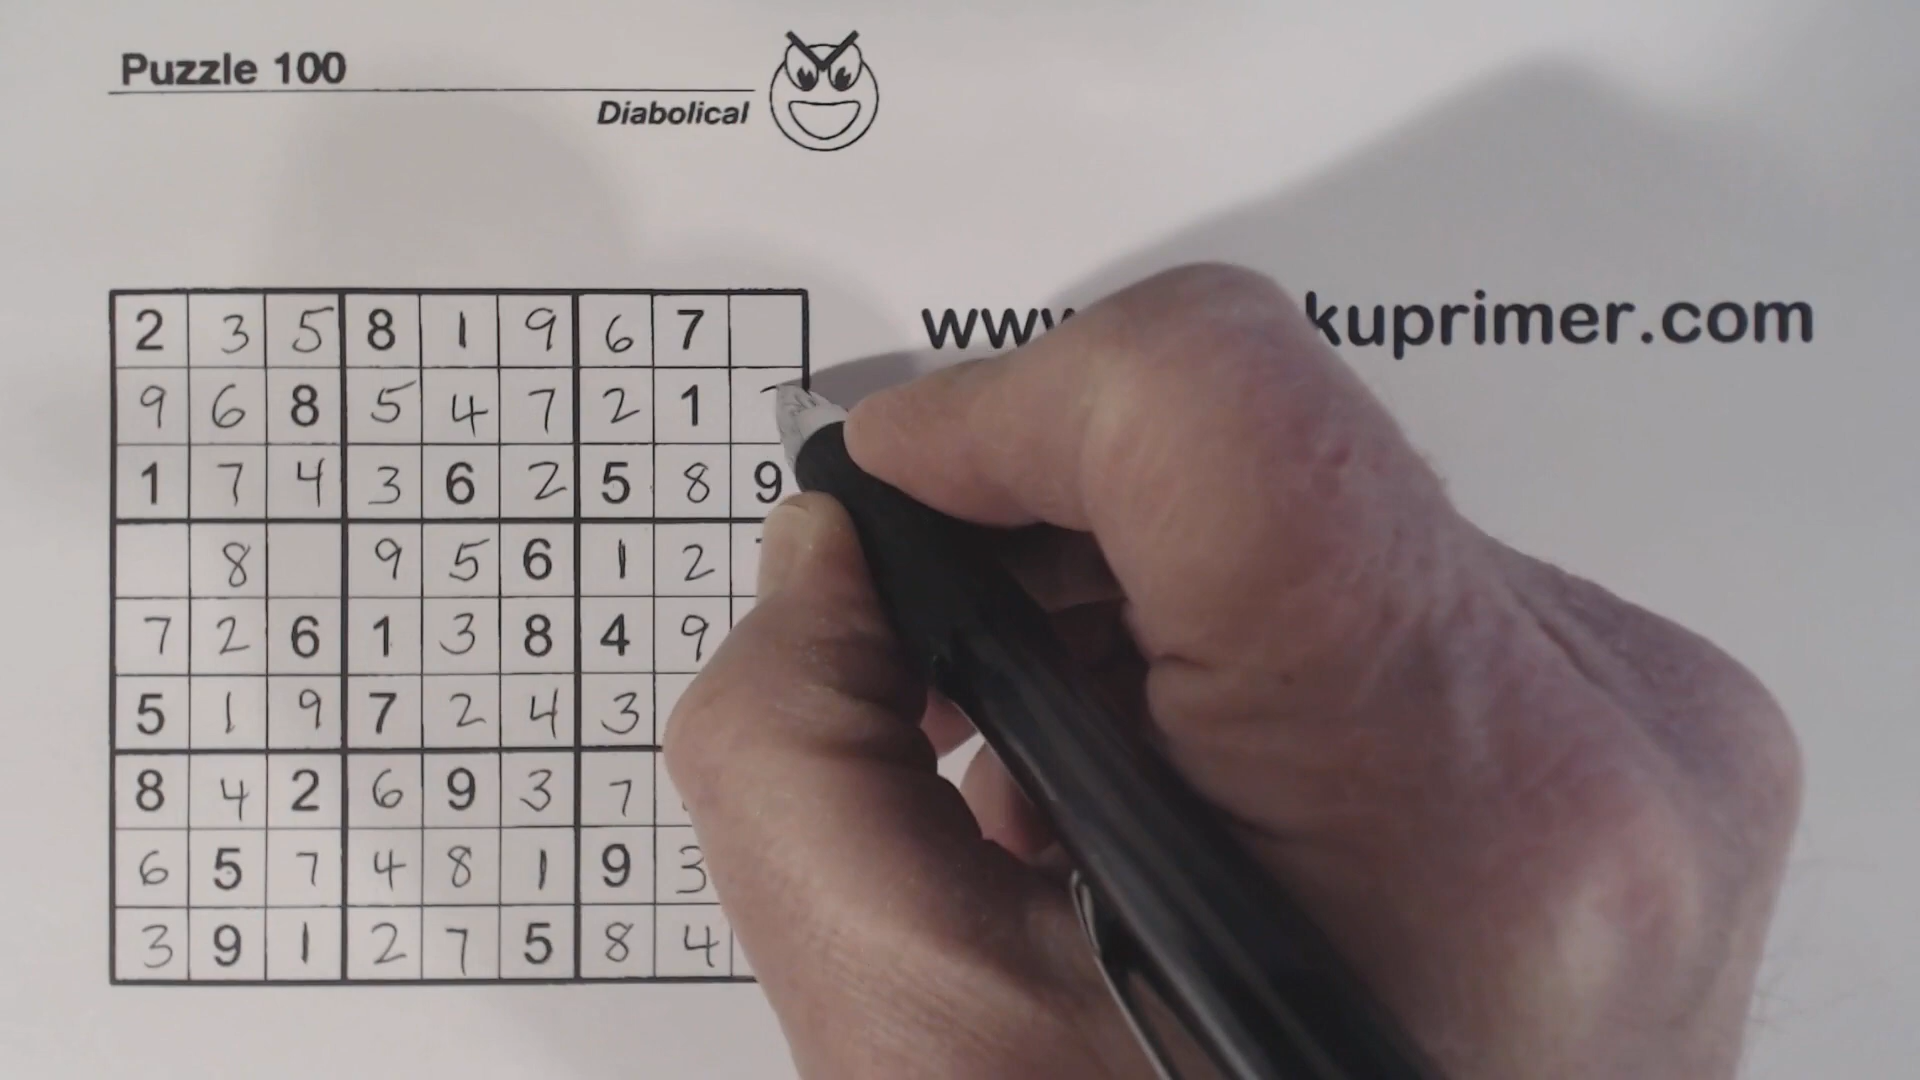 Puzzle 100
Diabolical
kuprimer.com
2 3 5 8 1 9 6 7
9 6 8 5 4 7 2 1
1 7 4 3 6 2 5 8 9
8 9 5 6 1 2
7 2 6 1 3 8 4 9
5 1 9 7 2 4 3
8 4 2 6 9 3 7
6 5 7 4 8 1 9 3
3 9 1 2 7 5 8 4